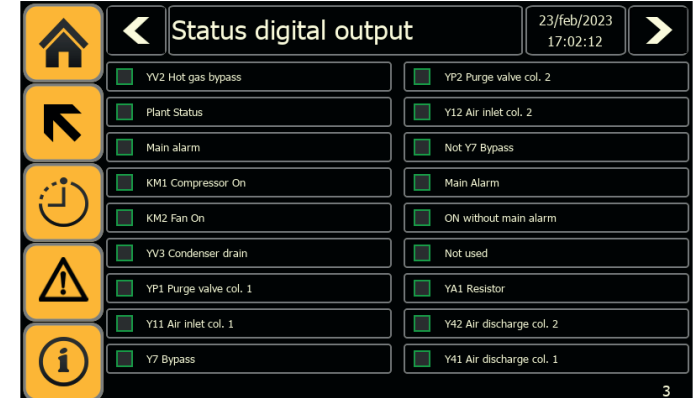 Status digital output
23/feb/2023
17:02:12
YV2 Hot gas bypass
Plant Status
Main alarm
KM1 Compressor On
KM2 Fan On
YV3 Condenser drain
YP1 Purge valve col. 1
Y11 Air inlet col. 1
Y7 Bypass
YP2 Purge valve col. 2
Y12 Air inlet col. 2
Not Y7 Bypass
Main Alarm
ON without main alarm
Not used
YA1 Resistor
Y42 Air discharge col. 2
Y41 Air discharge col. 1
3